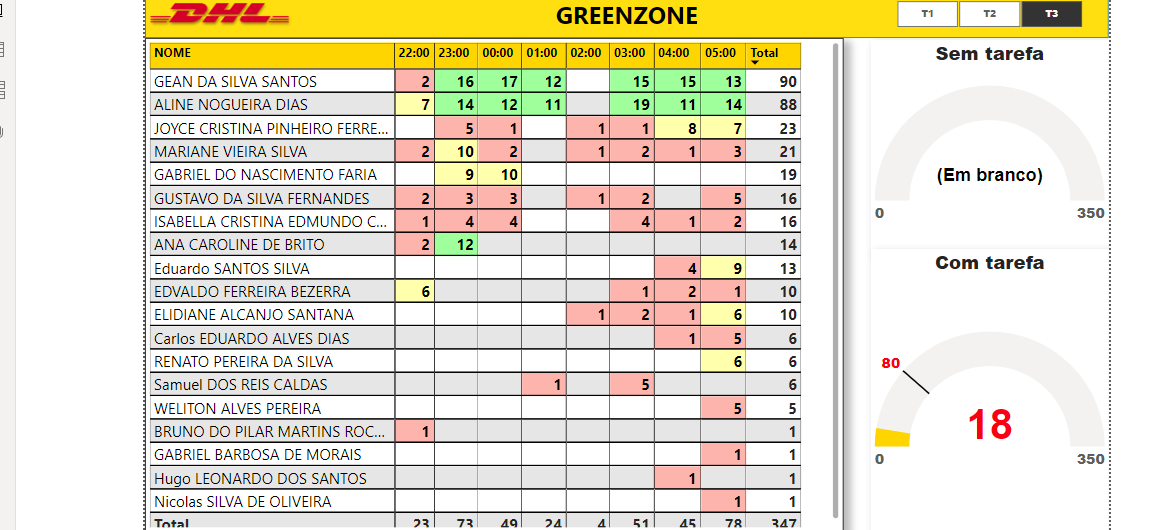 DHL
GREENZONE
T1 T2 T3
NOME 22:00 23:00 00:00 01:00 02:00 03:00 04:00 05:00 Total
GEAN DA SILVA SANTOS 2 16 17 12 15 15 13 90
ALINE NOGUEIRA DIAS 7 14 12 11 19 11 14 88
JOYCE CRISTINA PINHEIRO FERRE... 5 1 1 1 8 7 23
MARIANE VIEIRA SILVA 2 10 2 1 2 1 3 21
GABRIEL DO NASCIMENTO FARIA 9 10 19
GUSTAVO DA SILVA FERNANDES 2 3 3 1 2 5 16
ISABELLA CRISTINA EDMUNDO C... 1 4 4 4 1 2 16
ANA CAROLINE DE BRITO 2 12 14
Eduardo SANTOS SILVA 4 9 13
EDVALDO FERREIRA BEZERRA 6 1 2 1 10
ELIDIANE ALCANJO SANTANA 1 2 1 6 10
Carlos EDUARDO ALVES DIAS 1 5 6
RENATO PEREIRA DA SILVA 6 6
Samuel DOS REIS CALDAS 1 5 6
WELITON ALVES PEREIRA 5 5
BRUNO DO PILAR MARTINS ROC... 1 1
GABRIEL BARBOSA DE MORAIS 1 1
Hugo LEONARDO DOS SANTOS 1 1
Nicolas SILVA DE OLIVEIRA 1 1
Total 23 73 49 24 4 51 45 78 347
Sem tarefa
(Em branco)
0 350
Com tarefa
80
18
0 350